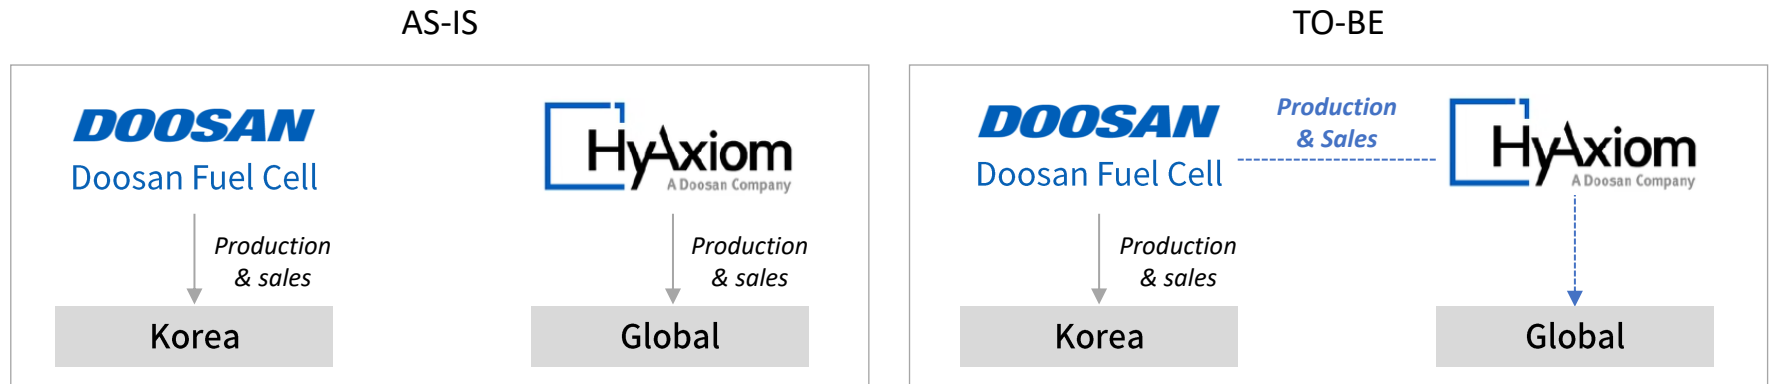 AS-IS
DOOSAN
Doosan Fuel Cell
HyAxiom
A Doosan Company
Production
& sales
Production
& sales
Korea
Global
TO-BE
DOOSAN
Doosan Fuel Cell
Production
& Sales
HyAxiom
A Doosan Company
Production
& sales
Korea
Global